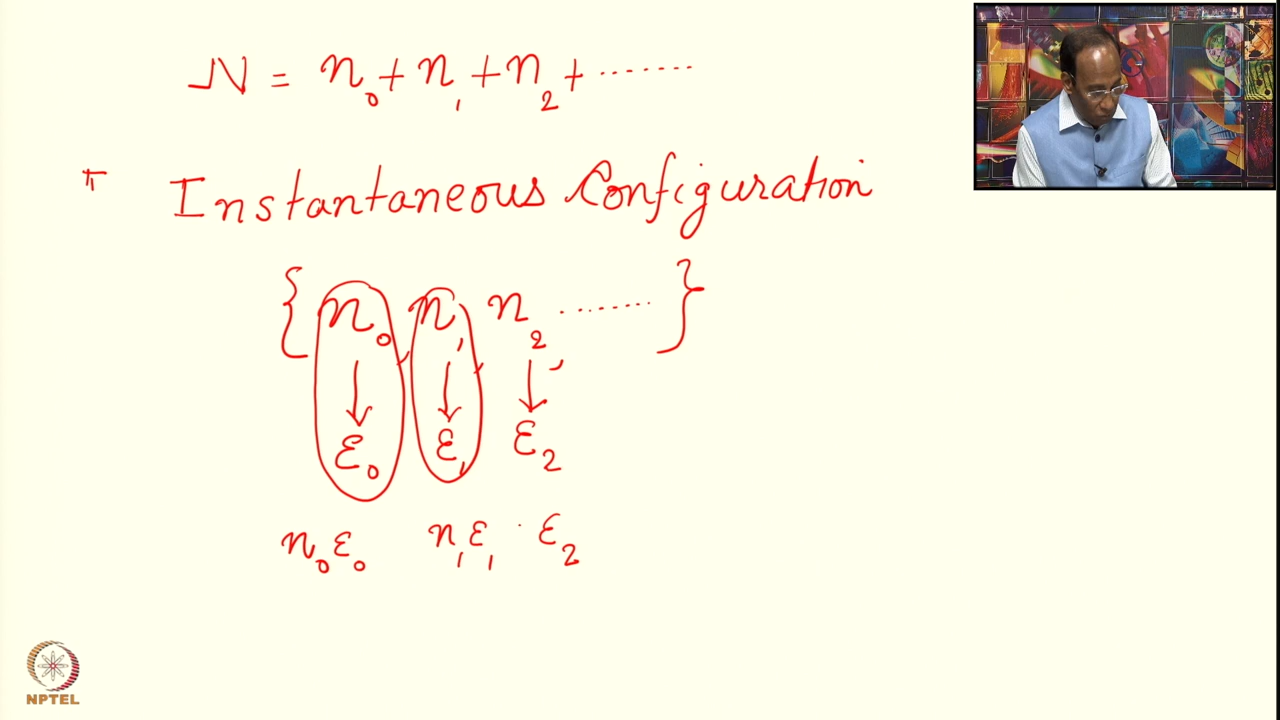 N = n₀ + n₁ + n₂ + .......
Instantaneous Configuration
{ n₀, n₁, n₂, ....... }
↓ ↓ ↓
ε₀ ε₁ ε₂
n₀ε₀ n₁ε₁ · ε₂
NPTEL